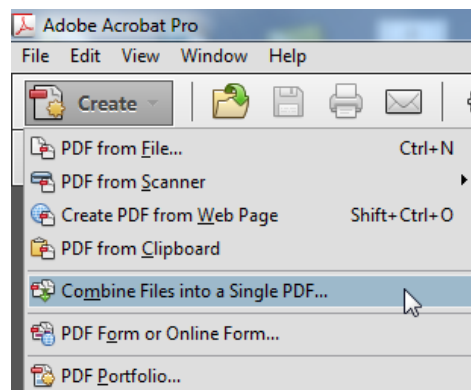 Adobe Acrobat Pro
File Edit View Window Help
Create
PDF from File... Ctrl+N
PDF from Scanner
Create PDF from Web Page Shift+Ctrl+O
PDF from Clipboard
Combine Files into a Single PDF...
PDF Form or Online Form...
PDF Portfolio...